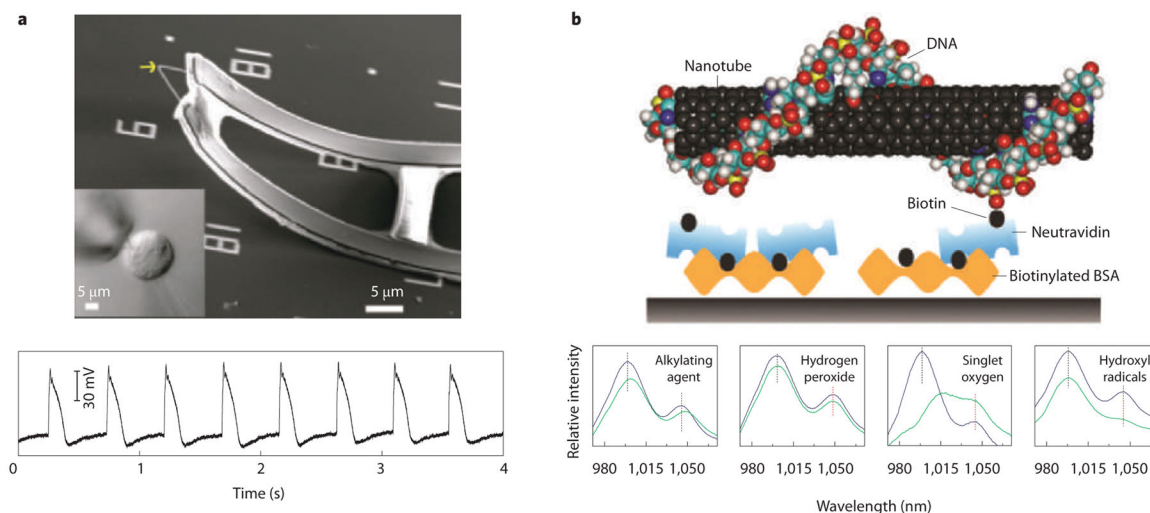 a
5 μm
5 μm
30 mV
0
1
2
3
4
Time (s)
b
DNA
Nanotube
Biotin
Neutravidin
Biotinylated BSA
Relative intensity
Alkylating
agent
Hydrogen
peroxide
Singlet
oxygen
Hydroxyl
radicals
980 1,015 1,050
980 1,015 1,050
980 1,015 1,050
980 1,015 1,050
Wavelength (nm)